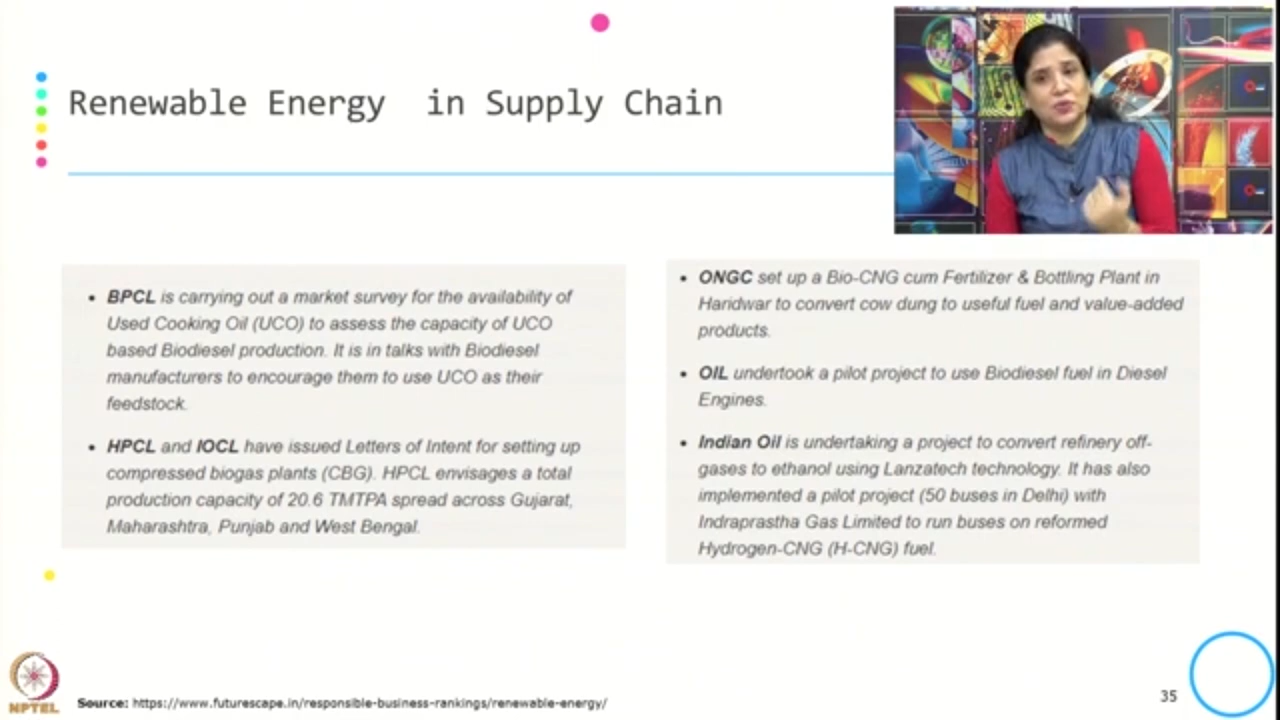 Renewable Energy in Supply Chain
• BPCL is carrying out a market survey for the availability of
Used Cooking Oil (UCO) to assess the capacity of UCO
based Biodiesel production. It is in talks with Biodiesel
manufacturers to encourage them to use UCO as their
feedstock.
• HPCL and IOCL have issued Letters of Intent for setting up
compressed biogas plants (CBG). HPCL envisages a total
production capacity of 20.6 TMTPA spread across Gujarat,
Maharashtra, Punjab and West Bengal.
• ONGC set up a Bio-CNG cum Fertilizer & Bottling Plant in
Haridwar to convert cow dung to useful fuel and value-added
products.
• OIL undertook a pilot project to use Biodiesel fuel in Diesel
Engines.
• Indian Oil is undertaking a project to convert refinery off-
gases to ethanol using Lanzatech technology. It has also
implemented a pilot project (50 buses in Delhi) with
Indraprastha Gas Limited to run buses on reformed
Hydrogen-CNG (H-CNG) fuel.
NPTEL
Source: https://www.futurescape.in/responsible-business-rankings/renewable-energy/
35